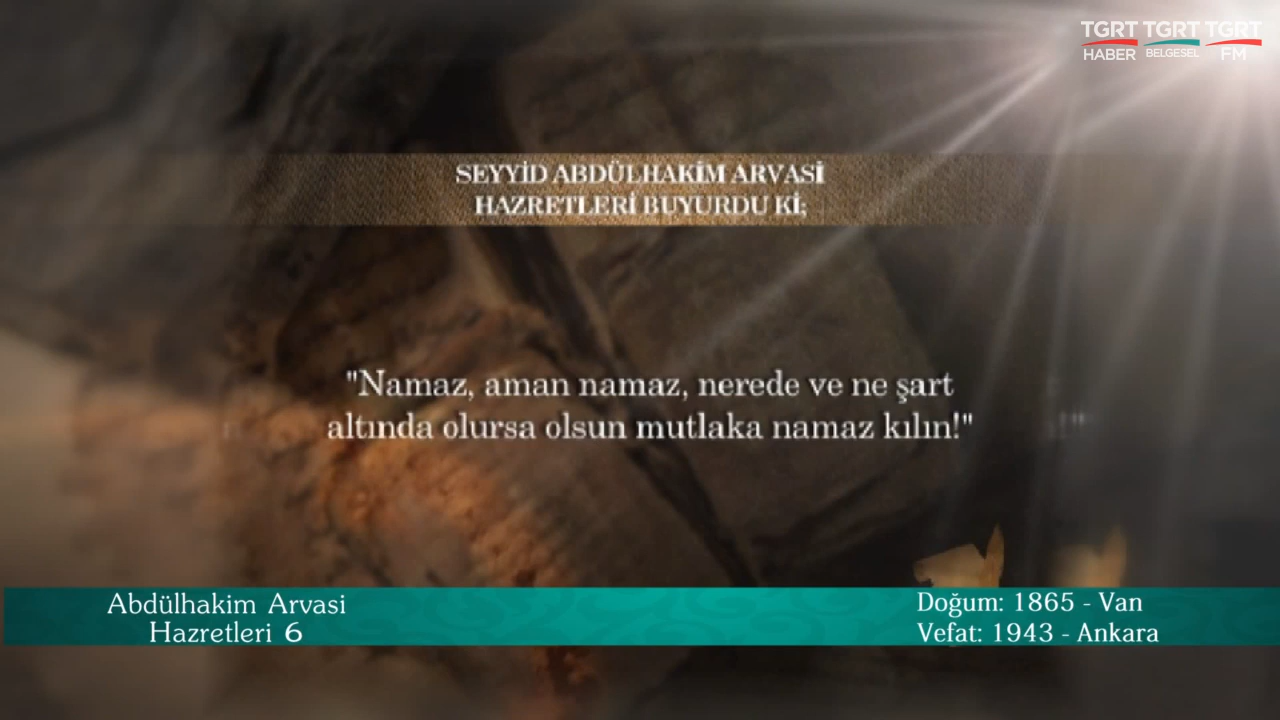 TGRT TGRT TGRT
HABER BELGESEL FM
SEYYİD ABDÜLHAKİM ARVASİ
HAZRETLERİ BUYURDU Kİ;
"Namaz, aman namaz, nerede ve ne şart
altında olursa olsun mutlaka namaz kılın!"
Abdülhakim Arvasi
Hazretleri 6
Doğum: 1865 - Van
Vefat: 1943 - Ankara